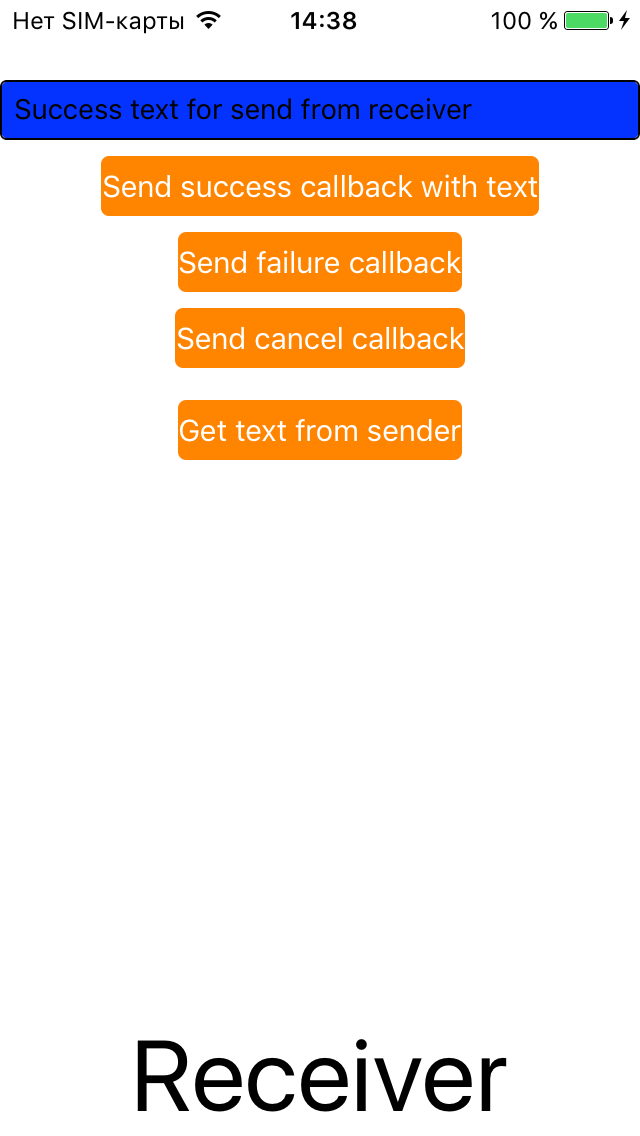 Нет SIM-карты 14:38 100 %
Success text for send from receiver
Send success callback with text
Send failure callback
Send cancel callback
Get text from sender
Receiver